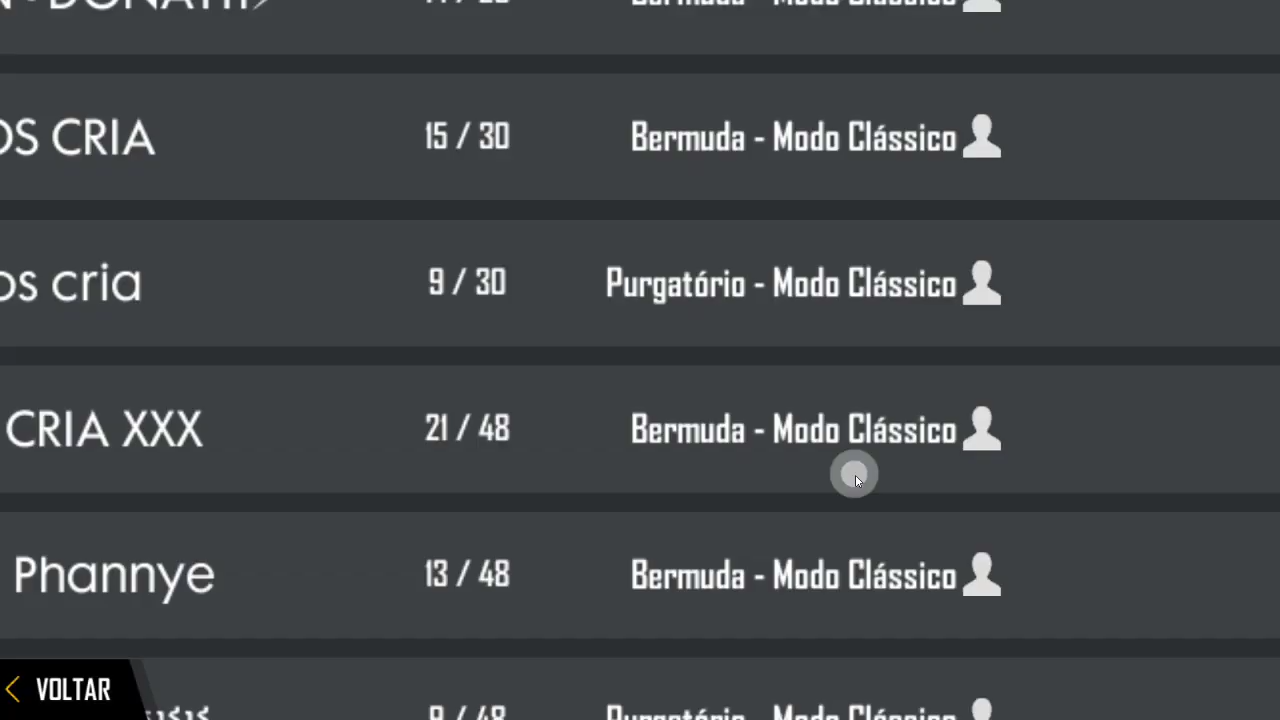 OS CRIA 15 / 30 Bermuda - Modo Clássico
os cria 9 / 30 Purgatório - Modo Clássico
CRIA XXX 21 / 48 Bermuda - Modo Clássico
Phannye 13 / 48 Bermuda - Modo Clássico
VOLTAR